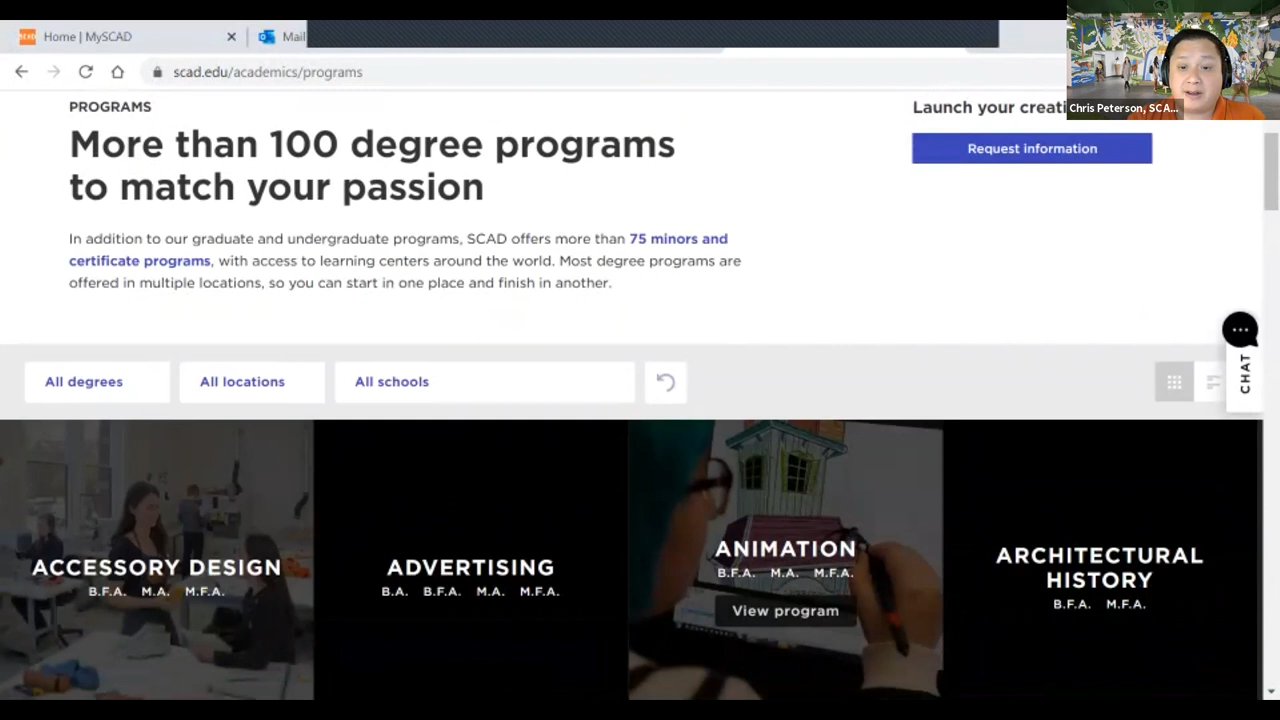 SCAD
Home | MySCAD
Mail
scad.edu/academics/programs
Chris Peterson, SCA...
PROGRAMS
More than 100 degree programs
to match your passion
Launch your creati
Request information
In addition to our graduate and undergraduate programs, SCAD offers more than 75 minors and
certificate programs, with access to learning centers around the world. Most degree programs are
offered in multiple locations, so you can start in one place and finish in another.
CHAT
All degrees
All locations
All schools
ACCESSORY DESIGN
B.F.A. M.A. M.F.A.
ADVERTISING
B.A. B.F.A. M.A. M.F.A.
ANIMATION
B.F.A. M.A. M.F.A.
View program
ARCHITECTURAL
HISTORY
B.F.A. M.F.A.